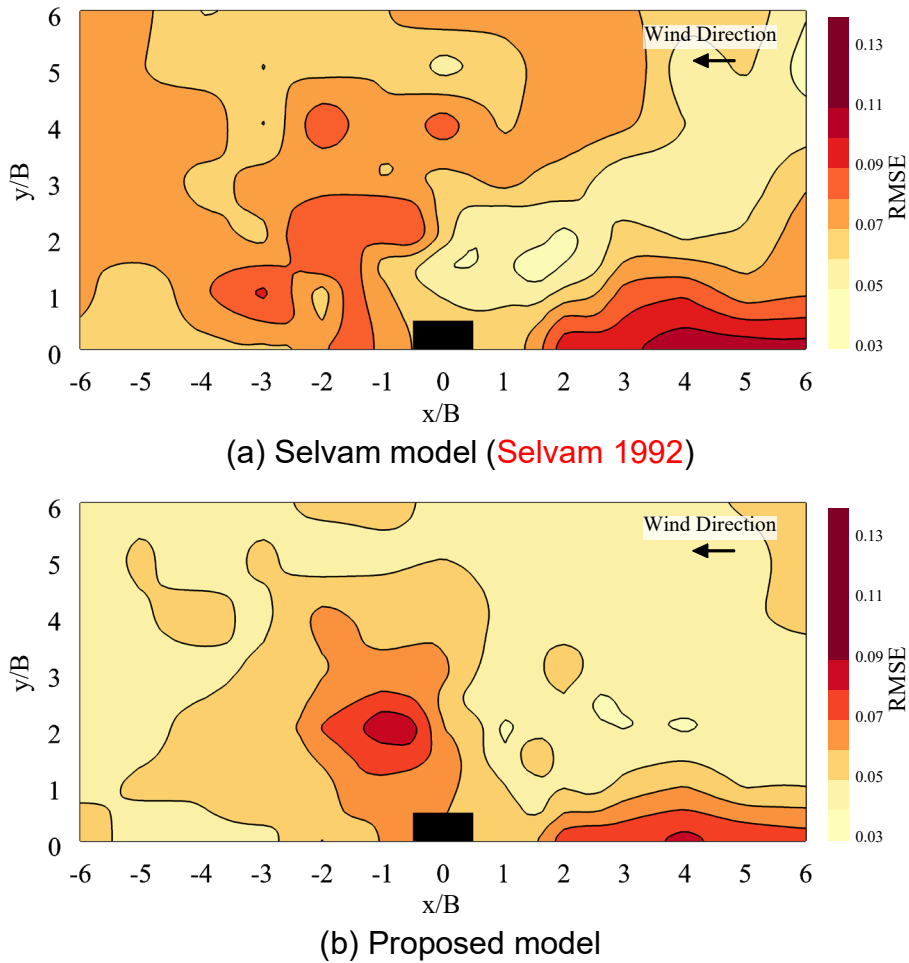 6
5
4
3
2
1
0
y/B
-6 -5 -4 -3 -2 -1 0 1 2 3 4 5 6
x/B
Wind Direction
0.13
0.11
0.09
0.07
0.05
0.03
RMSE
(a) Selvam model (Selvam 1992)
6
5
4
3
2
1
0
y/B
-6 -5 -4 -3 -2 -1 0 1 2 3 4 5 6
x/B
Wind Direction
0.13
0.11
0.09
0.07
0.05
0.03
RMSE
(b) Proposed model